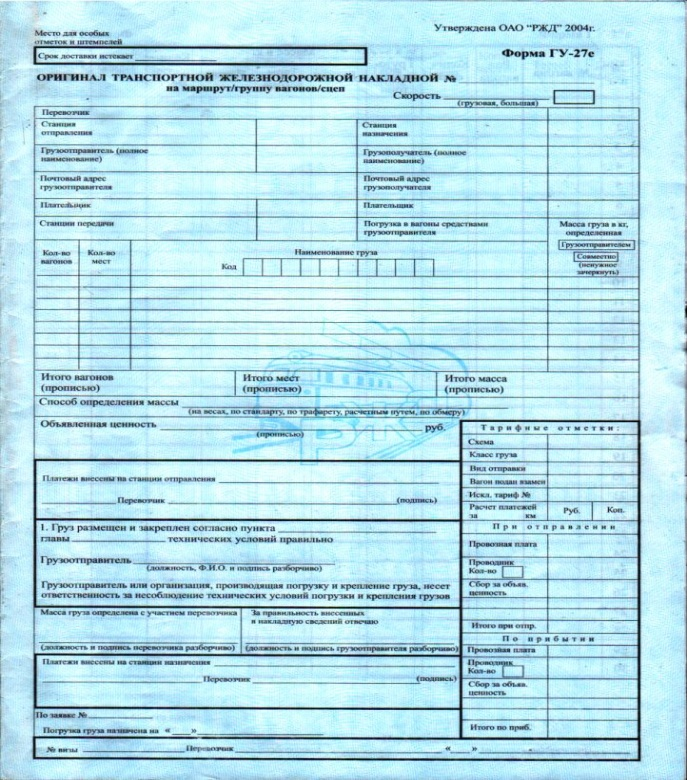 Утверждена ОАО "РЖД" 2004г.
Место для особых
отметок и штемпелей
Срок доставки истекает
Форма ГУ-27е
ОРИГИНАЛ ТРАНСПОРТНОЙ ЖЕЛЕЗНОДОРОЖНОЙ НАКЛАДНОЙ №
на маршрут/группу вагонов/сцеп
Скорость
(грузовая, большая)
Перевозчик
Станция
отправления
Станция
назначения
Грузоотправитель (полное
наименование)
Грузополучатель (полное
наименование)
Почтовый адрес
грузоотправителя
Почтовый адрес
грузополучателя
Плательщик
Плательщик
Станции передачи
Погрузка в вагоны средствами
грузоотправителя
Масса груза в кг,
определенная
Грузоотправителем
Совместно
(ненужное
зачеркнуть)
Кол-во
вагонов
Кол-во
мест
Наименование груза
Код
Итого вагонов
(прописью)
Итого мест
(прописью)
Итого масса
(прописью)
Способ определения массы
(на весах, по стандарту, по трафарету, расчетным путем, по обмеру)
Объявленная ценность руб.
(прописью)
Платежи внесены на станции отправления
Перевозчик (подпись)
1. Груз размещен и закреплен согласно пункта
главы технических условий правильно
Грузоотправитель
(должность, Ф.И.О. и подпись разборчиво)
Грузоотправитель или организация, производящая погрузку и крепление груза, несет
ответственность за несоблюдение технических условий погрузки и крепления грузов
Масса груза определена с участием перевозчика
(должность и подпись перевозчика разборчиво)
За правильность внесенных
в накладную сведений отвечаю
(должность и подпись грузоотправителя разборчиво)
Платежи внесены на станции назначения
Перевозчик (подпись)
По заявке №
Погрузка груза назначена на « »
Тарифные отметки:
Схема
Класс груза
Вид отправки
Вагон подан взамен
Искл. тариф №
Расчет платежей
за км
Руб. Коп.
При отправлении
Провозная плата
Проводник
Кол-во
Сбор за объяв.
ценность
Итого при отпр.
По прибытии
Провозная плата
Проводник
Кол-во
Сбор за объяв.
ценность
Итого по приб.
№ визы Перевозчик « »